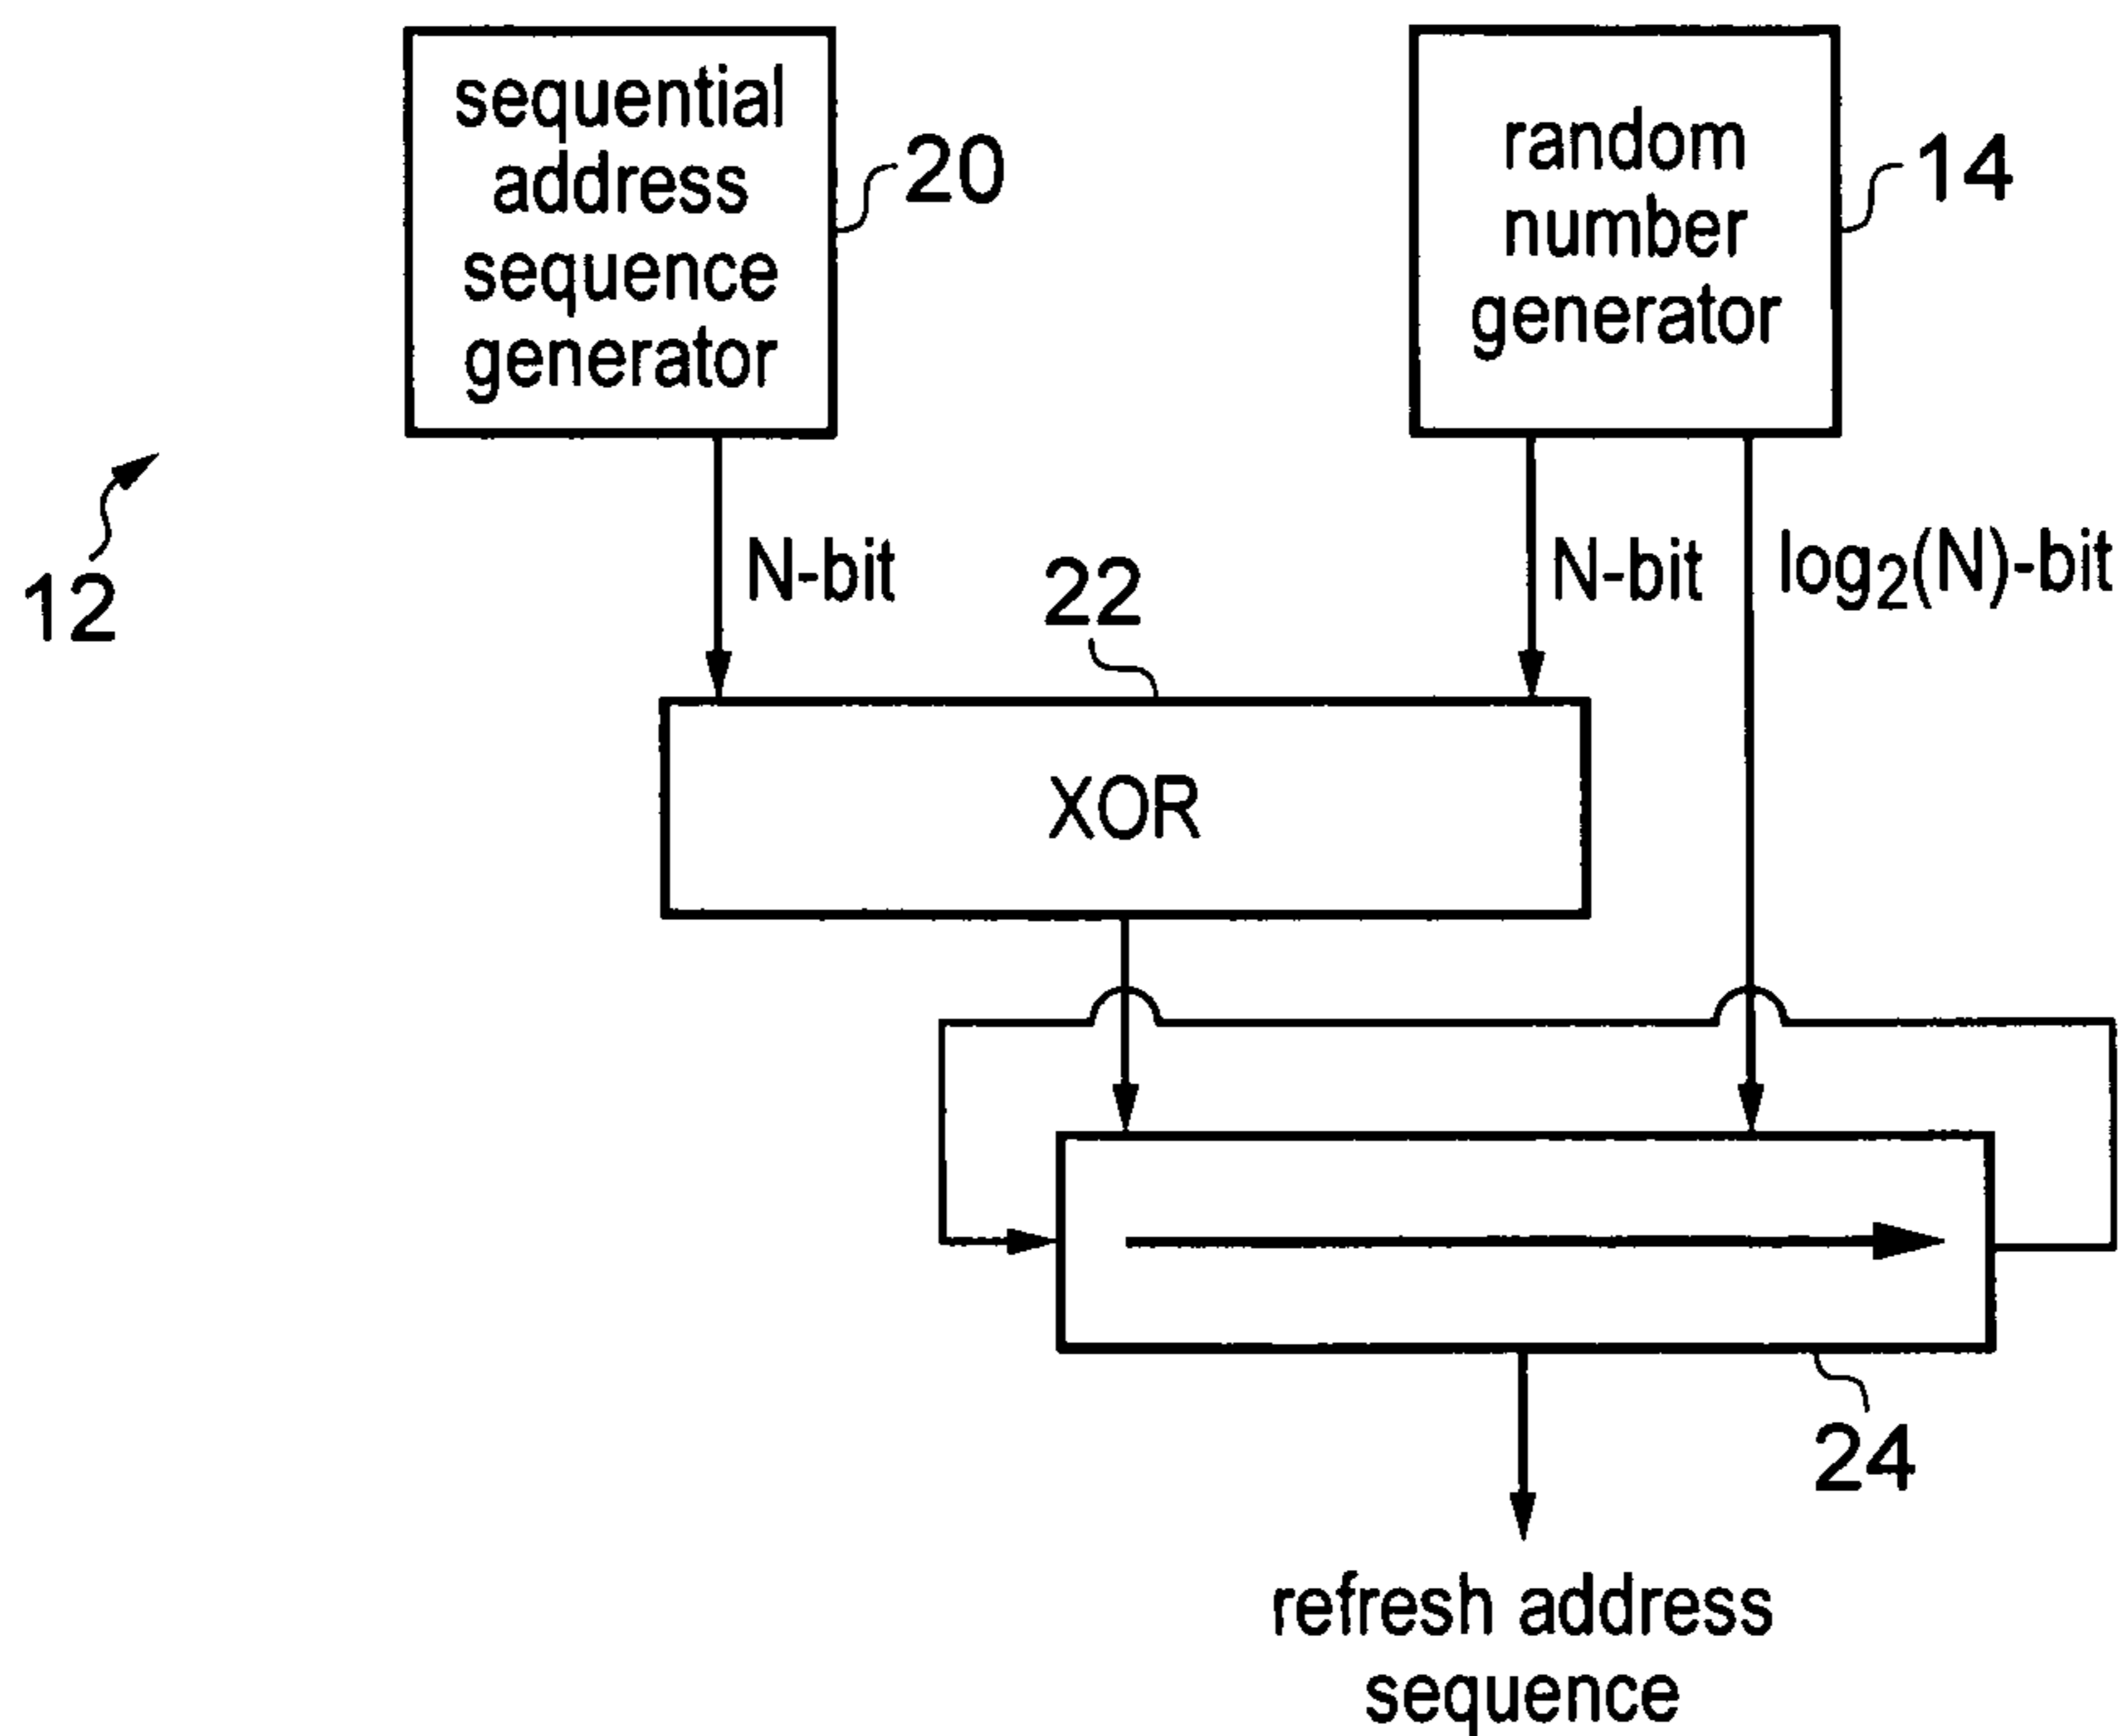 sequential
address
sequence
generator
20
random
number
generator
14
12
N-bit
22
N-bit
log₂(N)-bit
XOR
24
refresh address
sequence